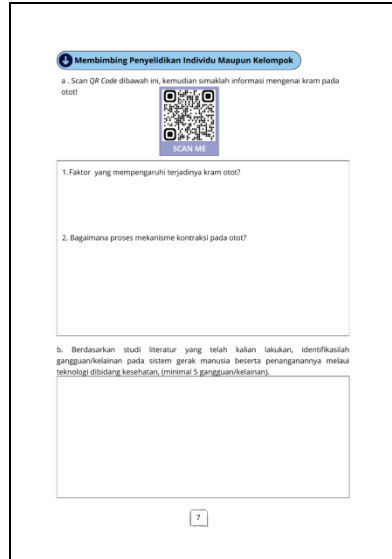 Membimbing Penyelidikan Individu Maupun Kelompok
a . Scan QR Code dibawah ini, kemudian simaklah informasi mengenai kram pada
otot!
SCAN ME
1. Faktor yang mempengaruhi terjadinya kram otot?
2. Bagaimana proses mekanisme kontraksi pada otot?
b. Berdasarkan studi literatur yang telah kalian lakukan, identifikasilah
gangguan/kelainan pada sistem gerak manusia beserta penanganannya melaui
teknologi dibidang kesehatan, (minimal 5 gangguan/kelainan).
7